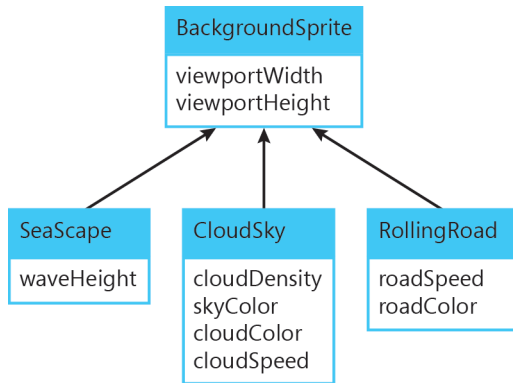 BackgroundSprite
viewportWidth
viewportHeight
SeaScape
waveHeight
CloudSky
cloudDensity
skyColor
cloudColor
cloudSpeed
RollingRoad
roadSpeed
roadColor